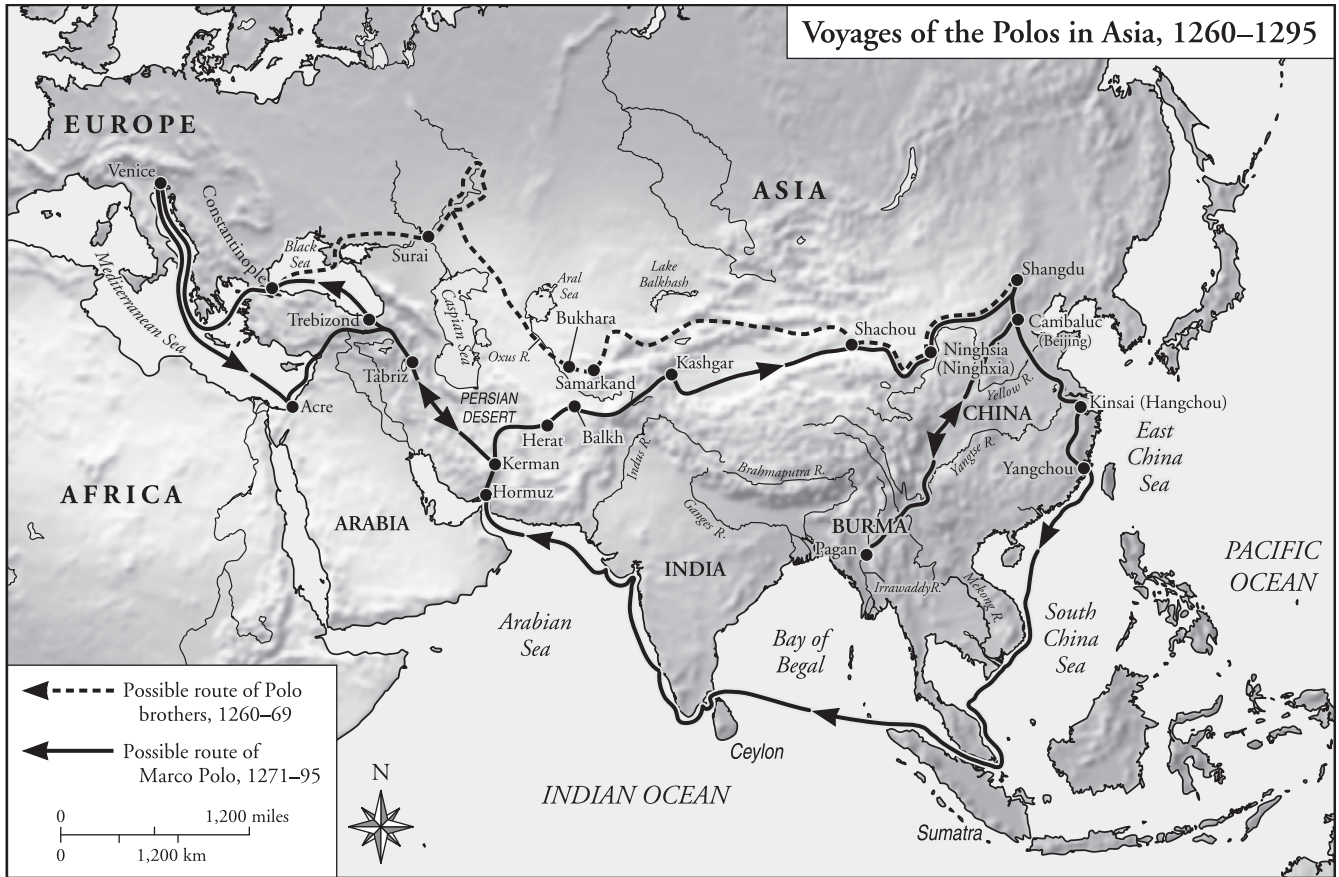 Voyages of the Polos in Asia, 1260–1295
EUROPE
Venice
Constantinople
Black
Sea
Surai
ASIA
Mediterranean Sea
Trebizond
Tabriz
Caspian Sea
Aral
Sea
Bukhara
Oxus R.
Samarkand
Lake
Balkhash
Kashgar
Shachou
Shangdu
Cambaluc
(Beijing)
Ninghsia
(Ninghxia)
Yellow R.
CHINA
Kinsai (Hangchou)
East
China
Sea
Yangtse R.
Yangchou
Acre
PERSIAN
DESERT
Herat
Balkh
Kerman
Hormuz
Indus R.
Brahmaputra R.
Ganges R.
AFRICA
ARABIA
INDIA
BURMA
Pagan
IrrawaddyR.
Mekong R.
PACIFIC
OCEAN
Arabian
Sea
Bay of
Begal
South
China
Sea
Ceylon
INDIAN OCEAN
Sumatra
Possible route of Polo
brothers, 1260–69
Possible route of
Marco Polo, 1271–95
N
0
1,200 miles
0
1,200 km